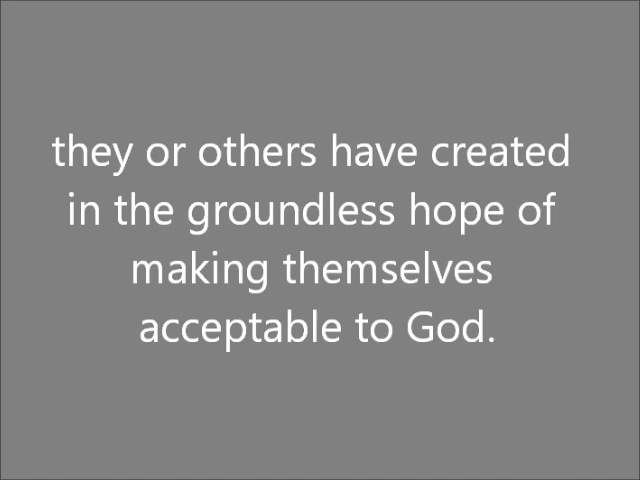 they or others have created
in the groundless hope of
making themselves
acceptable to God.